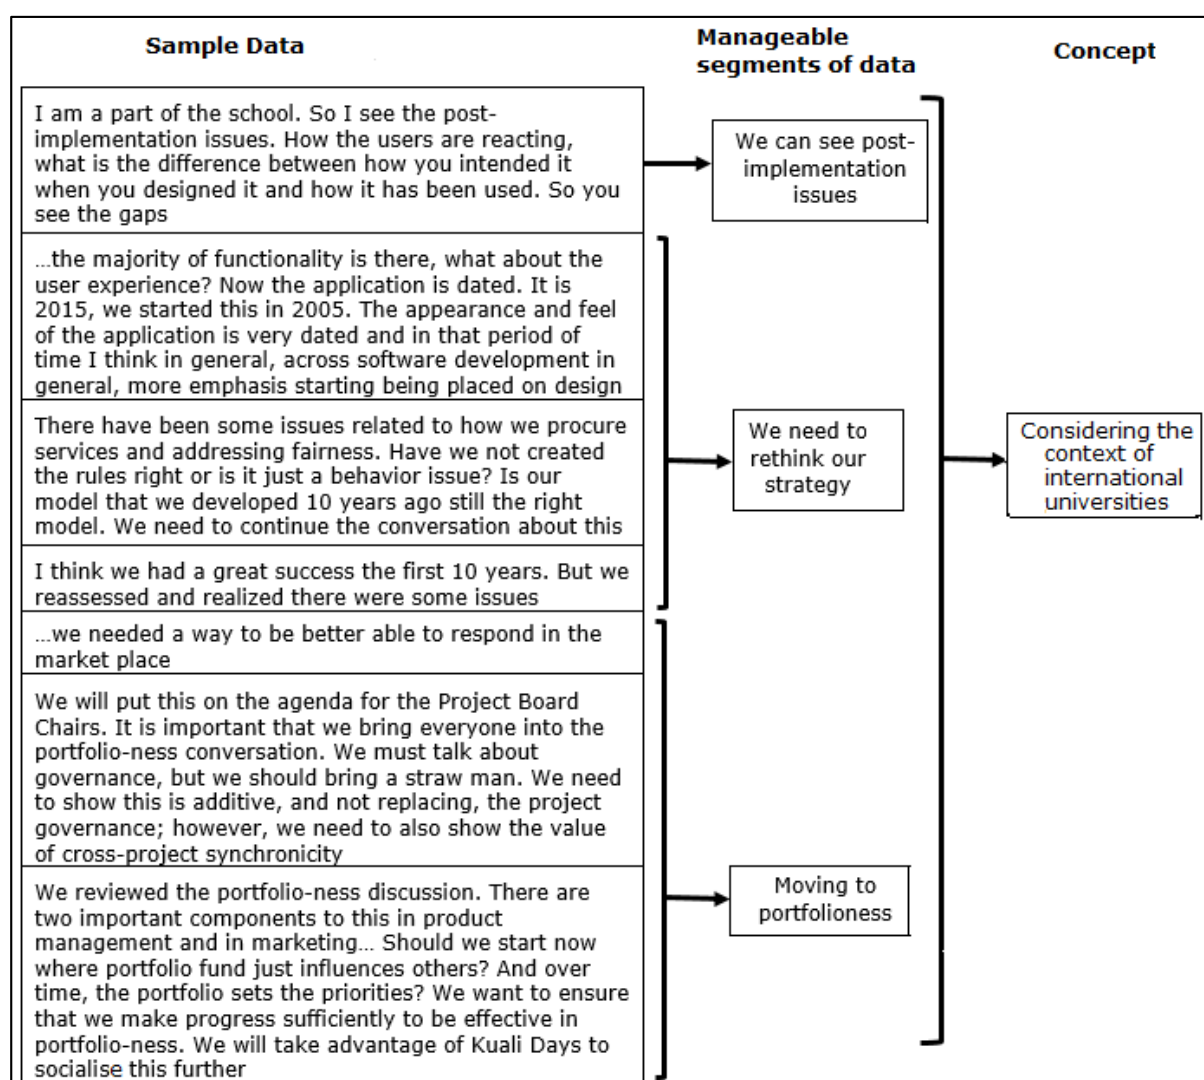 Sample Data
Manageable
segments of data
Concept
I am a part of the school. So I see the post-
implementation issues. How the users are reacting,
what is the difference between how you intended it
when you designed it and how it has been used. So you
see the gaps
We can see post-
implementation
issues
…the majority of functionality is there, what about the
user experience? Now the application is dated. It is
2015, we started this in 2005. The appearance and feel
of the application is very dated and in that period of
time I think in general, across software development in
general, more emphasis starting being placed on design
There have been some issues related to how we procure
services and addressing fairness. Have we not created
the rules right or is it just a behavior issue? Is our
model that we developed 10 years ago still the right
model. We need to continue the conversation about this
I think we had a great success the first 10 years. But we
reassessed and realized there were some issues
We need to
rethink our
strategy
Considering the
context of
international
universities
…we needed a way to be better able to respond in the
market place
We will put this on the agenda for the Project Board
Chairs. It is important that we bring everyone into the
portfolio-ness conversation. We must talk about
governance, but we should bring a straw man. We need
to show this is additive, and not replacing, the project
governance; however, we need to also show the value
of cross-project synchronicity
We reviewed the portfolio-ness discussion. There are
two important components to this in product
management and in marketing… Should we start now
where portfolio fund just influences others? And over
time, the portfolio sets the priorities? We want to ensure
that we make progress sufficiently to be effective in
portfolio-ness. We will take advantage of Kuali Days to
socialise this further
Moving to
portfolioness